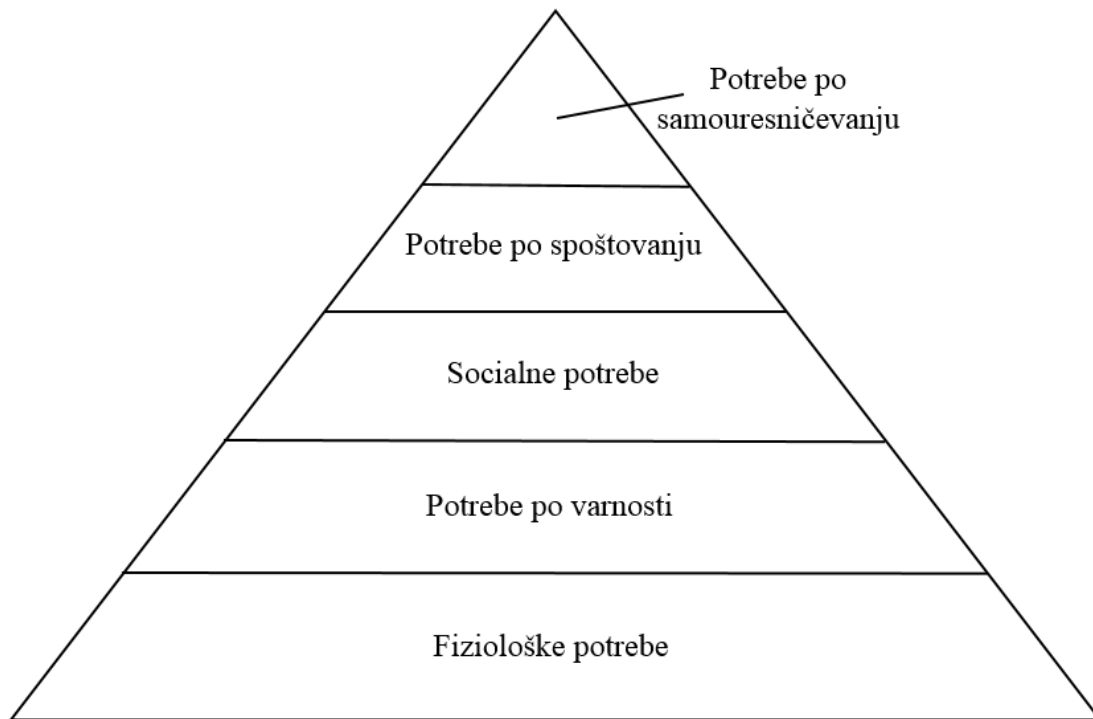 Potrebe po
samouresničevanju
Potrebe po spoštovanju
Socialne potrebe
Potrebe po varnosti
Fiziološke potrebe